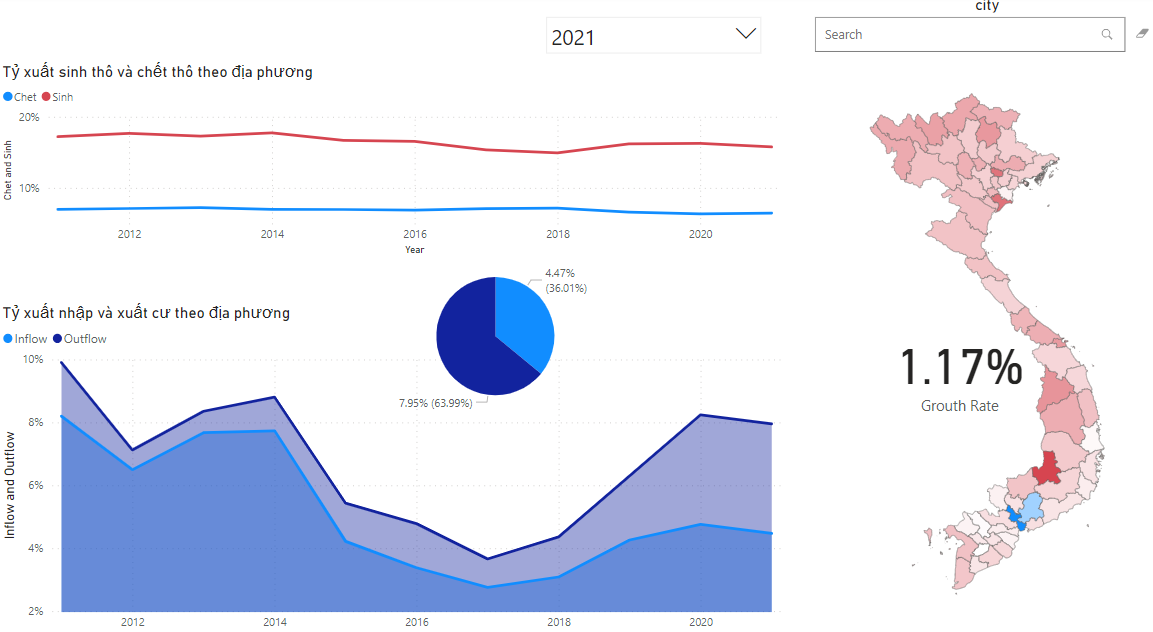 city
2021
Search
Tỷ xuất sinh thô và chết thô theo địa phương
Chet Sinh
20%
10%
Chet and Sinh
2012 2014 2016 2018 2020
Year
4.47%
(36.01%)
7.95% (63.99%)
Tỷ xuất nhập và xuất cư theo địa phương
Inflow Outflow
10%
8%
6%
4%
2%
Inflow and Outflow
2012 2014 2016 2018 2020
1.17%
Grouth Rate